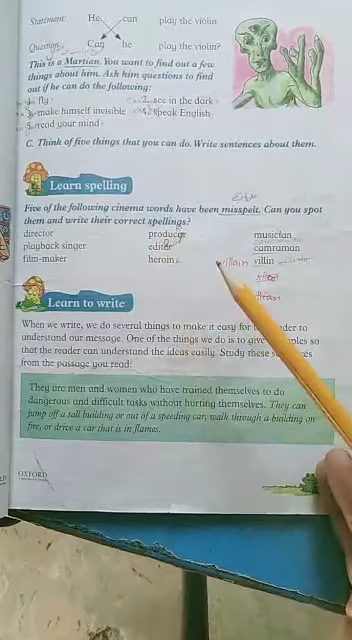 Statement: He can play the violin.
Question: Can he play the violin?
This is a Martian. You want to find out a few
things about him. Ask him questions to find
out if he can do the following:
1. fly 2. see in the dark
3. make himself invisible 4. speak English
5. read your mind
C. Think of five things that you can do. Write sentences about them.
Learn spelling
Five of the following cinema words have been misspelt. Can you spot
them and write their correct spellings?
director musician
playback singer camraman
film-maker heroin villain villin
Learn to write
When we write, we do several things to make it easy for
understand our message. One of the things we do is to give
that the reader can understand the ideas easily. Study these
from the passage you read:
They are men and women who have trained themselves to do
dangerous and difficult tasks without hurting themselves. They can
jump off a tall building or out of a speeding car, walk through a building on
fire, or drive a car that is in flames.
OXFORD